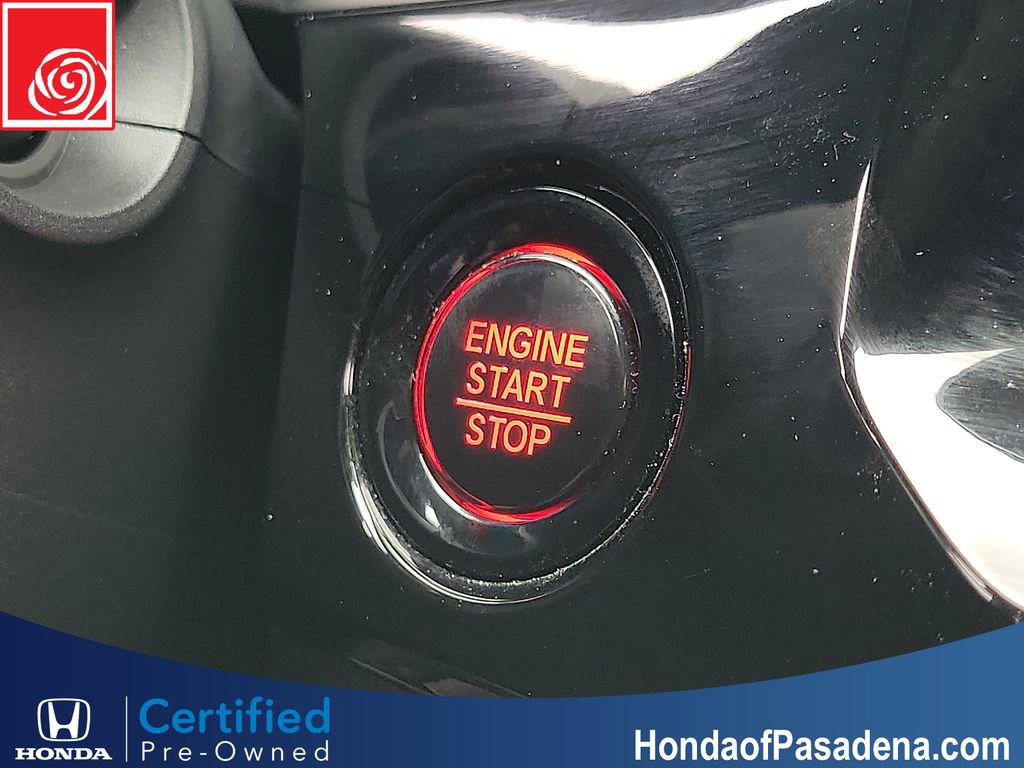 ENGINE
START
STOP
HONDA
Certified
Pre-Owned
HondaofPasadena.com